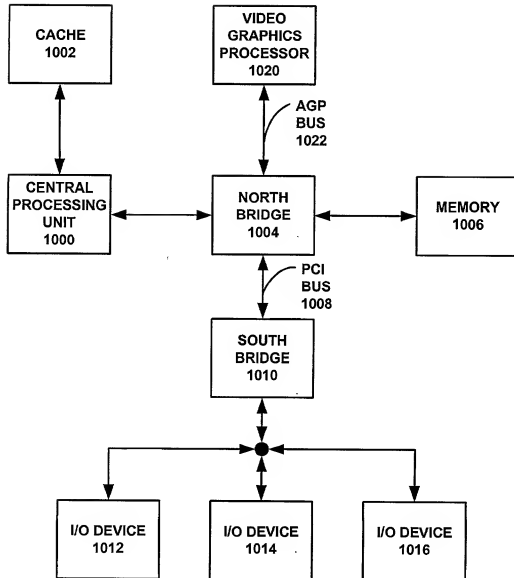 CACHE
1002
VIDEO
GRAPHICS
PROCESSOR
1020
AGP
BUS
1022
CENTRAL
PROCESSING
UNIT
1000
NORTH
BRIDGE
1004
MEMORY
1006
PCI
BUS
1008
SOUTH
BRIDGE
1010
I/O DEVICE
1012
I/O DEVICE
1014
I/O DEVICE
1016